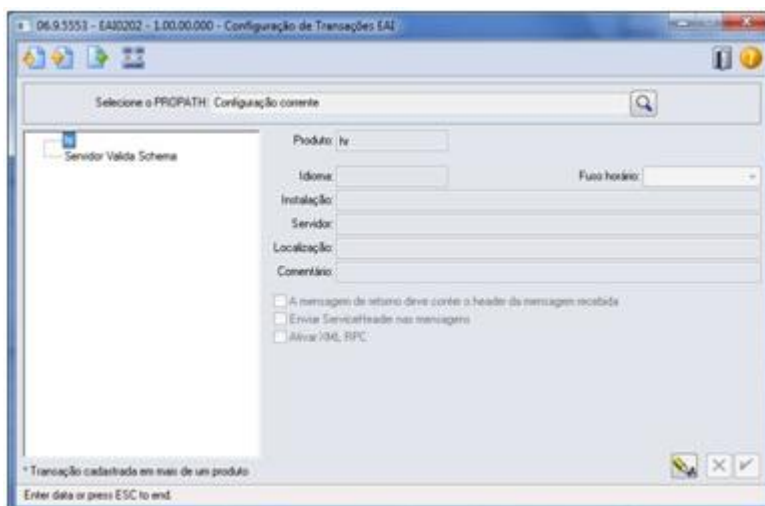 06.9.5553 - EAI0202 - 1.00.00.000 - Configuração de Transações EAI
Selecione o PROPATH: Configuração corrente
hr
Servidor Valida Schema
Produto: hr
Idioma:
Fuso horário:
Instalação:
Servidor:
Localização:
Comentário:
A mensagem de retorno deve conter o header da mensagem recebida
Enviar ServiceHeader nas mensagens
Ativar XML RPC
* Transação cadastrada em mais de um produto
Enter data or press ESC to end.